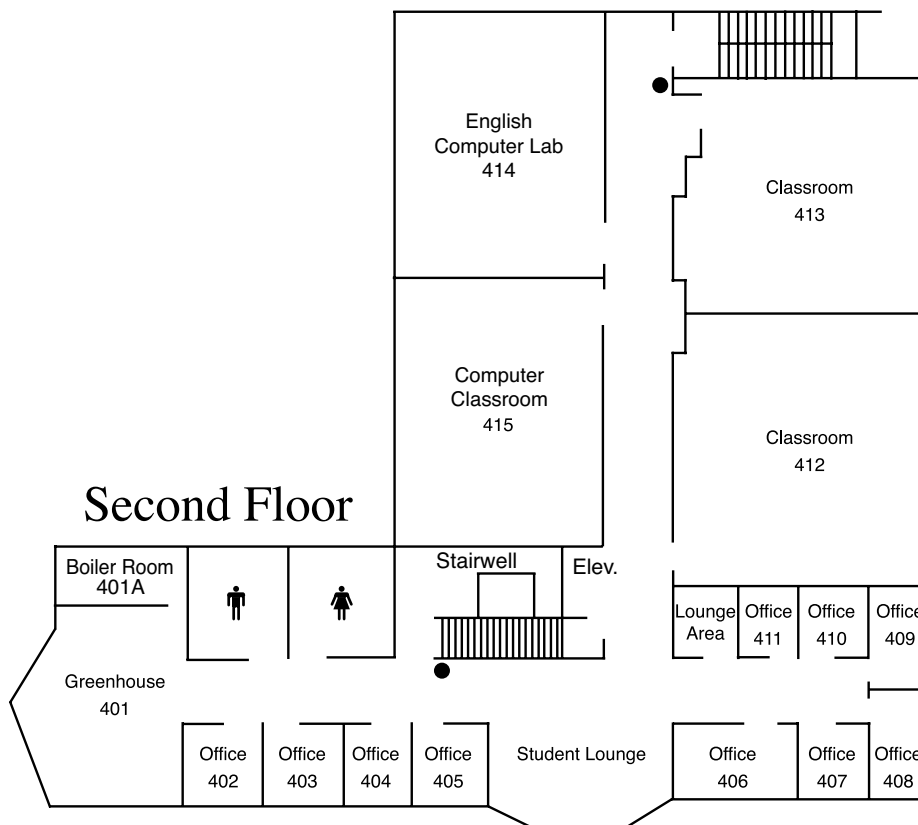 English
Computer Lab
414
Classroom
413
Computer
Classroom
415
Classroom
412
Second Floor
Boiler Room
401A
Stairwell
Elev.
Lounge
Area
Office
411
Office
410
Office
409
Greenhouse
401
Office
402
Office
403
Office
404
Office
405
Student Lounge
Office
406
Office
407
Office
408